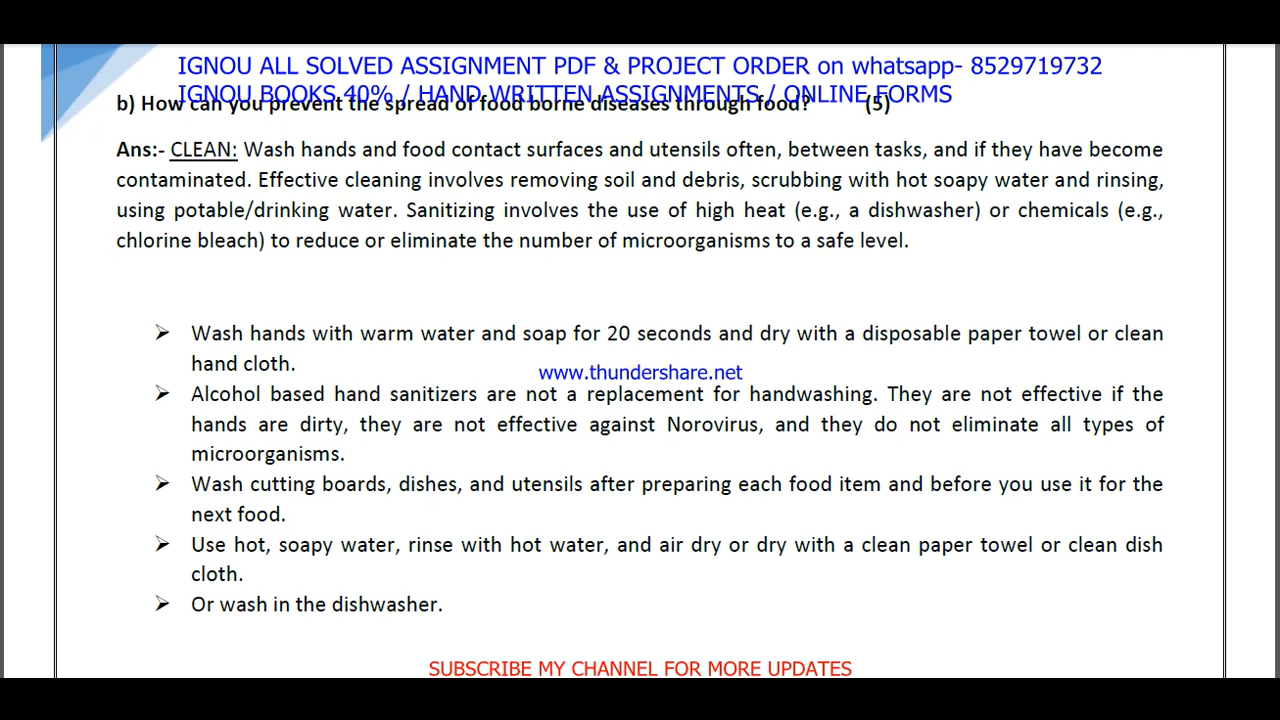 IGNOU ALL SOLVED ASSIGNMENT PDF & PROJECT ORDER on whatsapp- 8529719732
IGNOU BOOKS 40% / HAND WRITTEN ASSIGNMENTS / ONLINE FORMS
b) How can you prevent the spread of food borne diseases through food? (5)
Ans:- CLEAN: Wash hands and food contact surfaces and utensils often, between tasks, and if they have become
contaminated. Effective cleaning involves removing soil and debris, scrubbing with hot soapy water and rinsing,
using potable/drinking water. Sanitizing involves the use of high heat (e.g., a dishwasher) or chemicals (e.g.,
chlorine bleach) to reduce or eliminate the number of microorganisms to a safe level.
➢ Wash hands with warm water and soap for 20 seconds and dry with a disposable paper towel or clean
hand cloth.
www.thundershare.net
➢ Alcohol based hand sanitizers are not a replacement for handwashing. They are not effective if the
hands are dirty, they are not effective against Norovirus, and they do not eliminate all types of
microorganisms.
➢ Wash cutting boards, dishes, and utensils after preparing each food item and before you use it for the
next food.
➢ Use hot, soapy water, rinse with hot water, and air dry or dry with a clean paper towel or clean dish
cloth.
➢ Or wash in the dishwasher.
SUBSCRIBE MY CHANNEL FOR MORE UPDATES